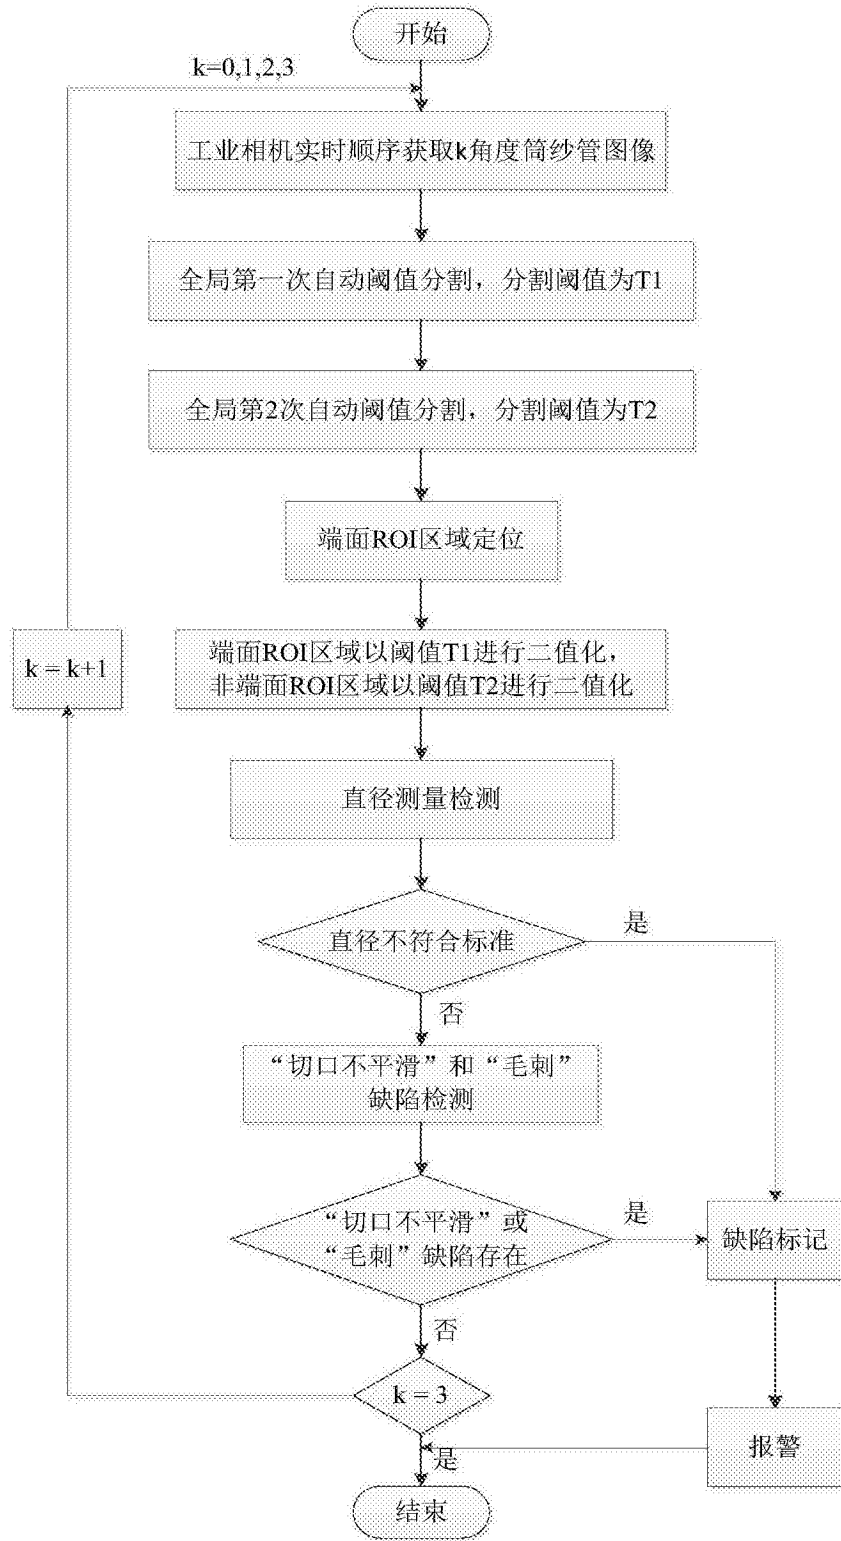 开始
k=0,1,2,3
工业相机实时顺序获取k角度筒纱管图像
全局第一次自动阈值分割，分割阈值为T1
全局第2次自动阈值分割，分割阈值为T2
端面ROI区域定位
k = k+1
端面ROI区域以阈值T1进行二值化，
非端面ROI区域以阈值T2进行二值化
直径测量检测
直径不符合标准
是
否
“切口不平滑”和“毛刺”
缺陷检测
“切口不平滑”或
“毛刺”缺陷存在
是
缺陷标记
否
k = 3
报警
是
结束